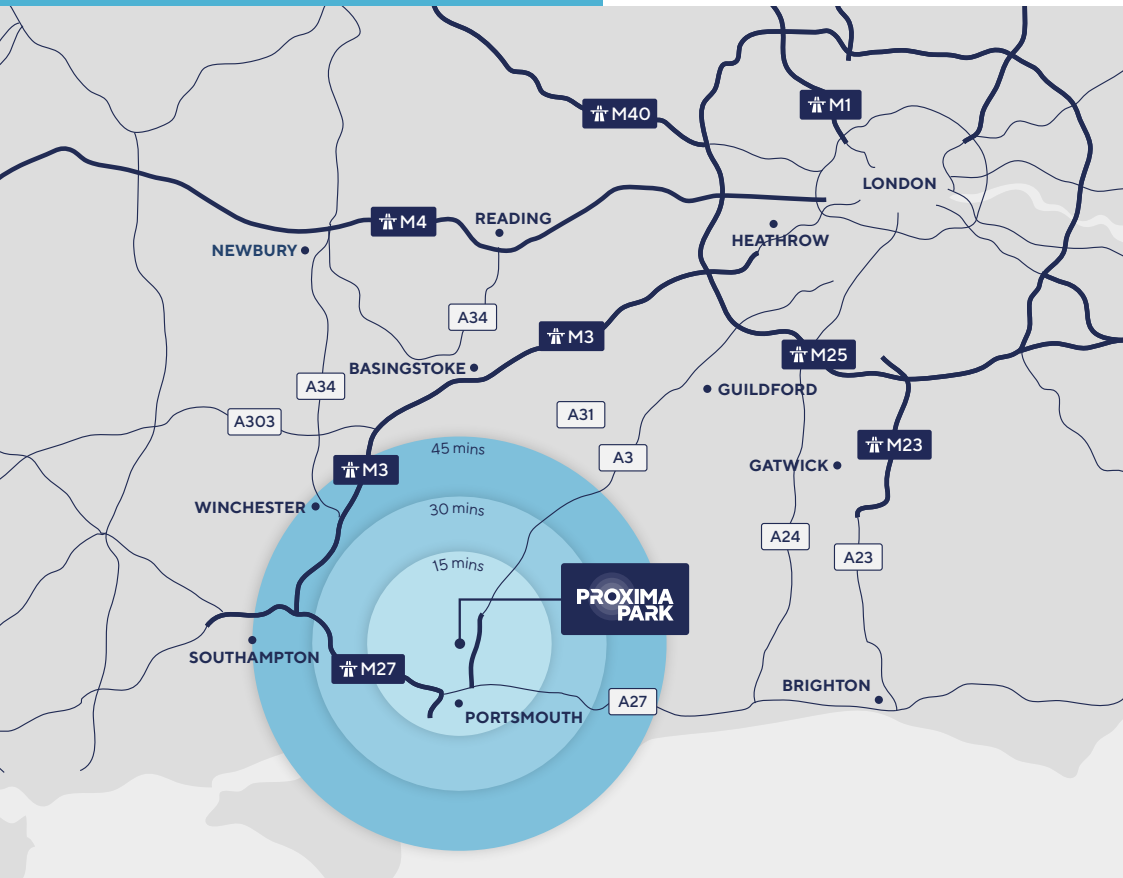 M40
M1
LONDON
M4
READING
HEATHROW
NEWBURY
A34
M3
M25
BASINGSTOKE
A34
GUILDFORD
A303
A31
M23
45 mins
A3
GATWICK
M3
WINCHESTER
30 mins
A24
A23
15 mins
PROXIMA
PARK
SOUTHAMPTON
M27
BRIGHTON
A27
PORTSMOUTH